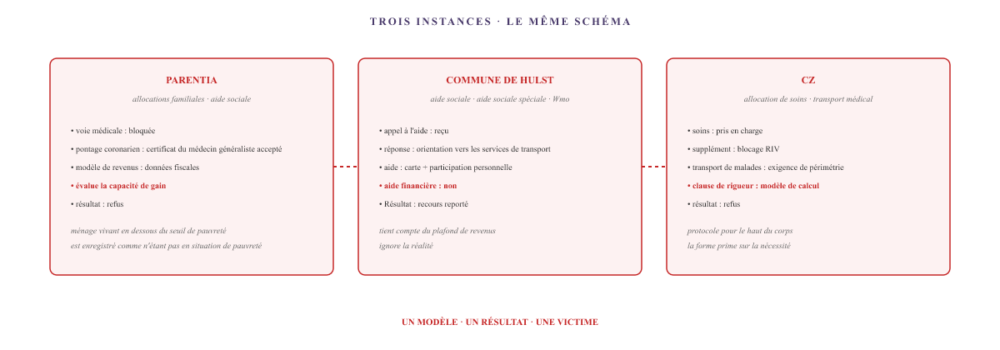 TROIS INSTANCES · LE MÊME SCHÉMA
PARENTIA
allocations familiales · aide sociale
• voie médicale : bloquée
• pontage coronarien : certificat du médecin généraliste accepté
• modèle de revenus : données fiscales
• évalue la capacité de gain
• résultat : refus
ménage vivant en dessous du seuil de pauvreté
est enregistré comme n'étant pas en situation de pauvreté
COMMUNE DE HULST
aide sociale · aide sociale spéciale · Wmo
• appel à l'aide : reçu
• réponse : orientation vers les services de transport
• aide : carte + participation personnelle
• aide financière : non
• Résultat : recours reporté
tient compte du plafond de revenus
ignore la réalité
CZ
allocation de soins · transport médical
• soins : pris en charge
• supplément : blocage RIV
• transport de malades : exigence de périmétrie
• clause de rigueur : modèle de calcul
• résultat : refus
protocole pour le haut du corps
la forme prime sur la nécessité
UN MODÈLE · UN RÉSULTAT · UNE VICTIME